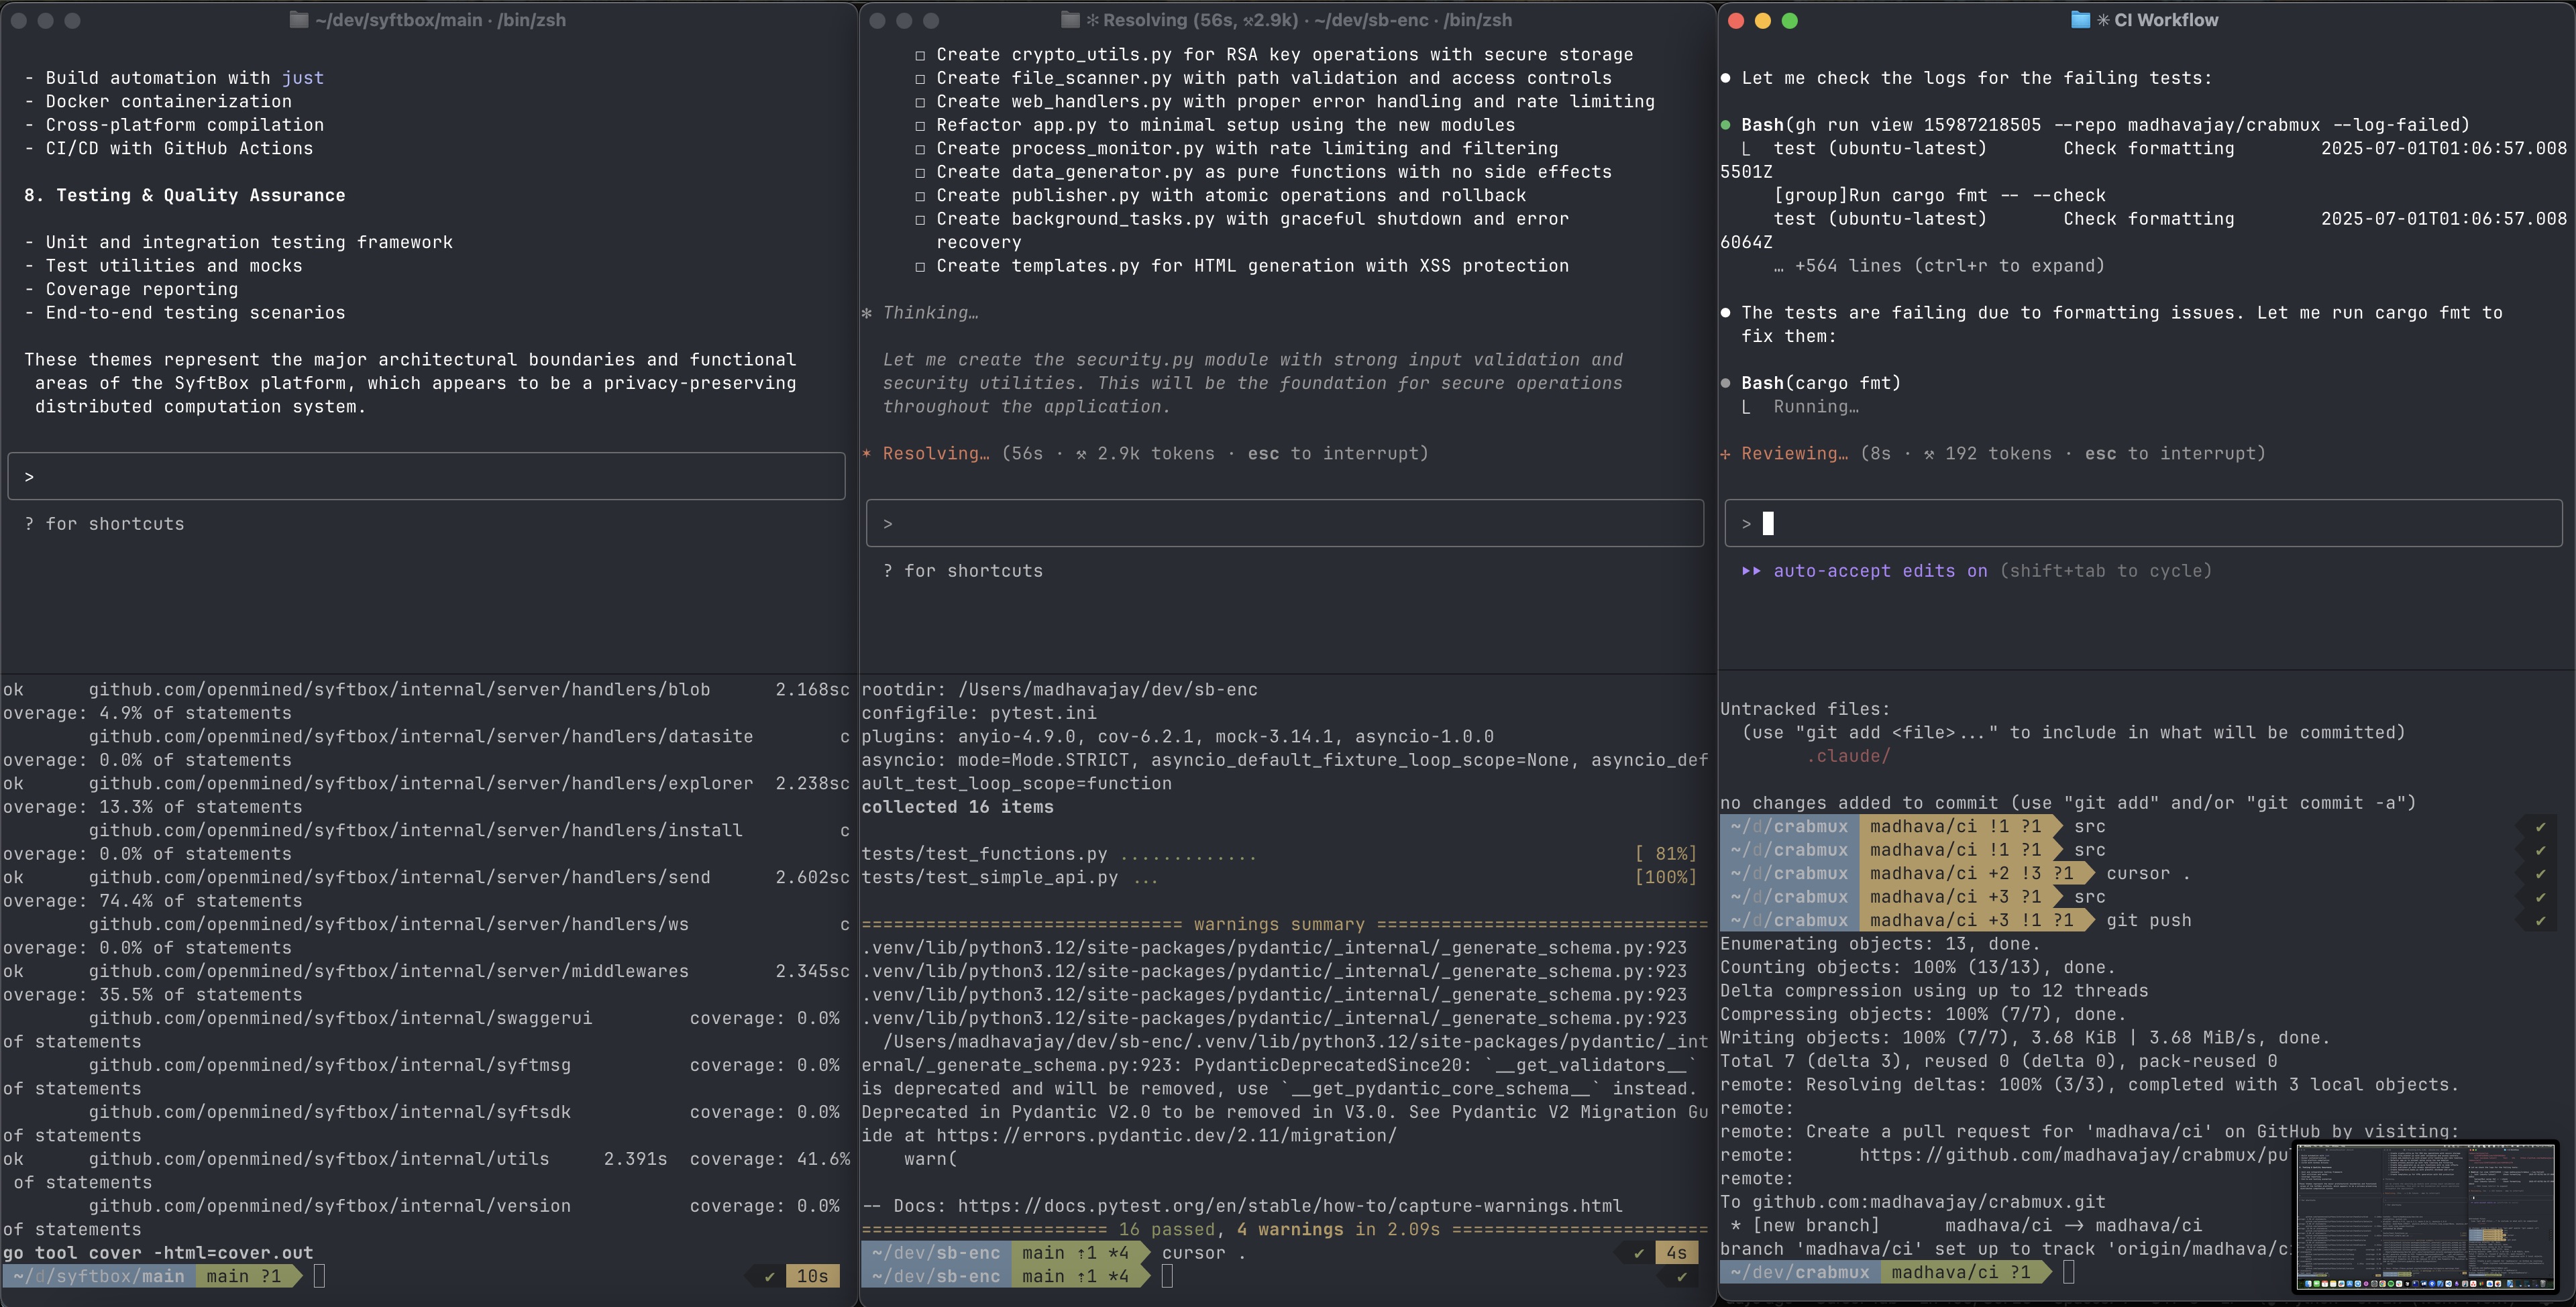 ~/dev/syftbox/main · /bin/zsh
- Build automation with just
- Docker containerization
- Cross-platform compilation
- CI/CD with GitHub Actions
8. Testing & Quality Assurance
- Unit and integration testing framework
- Test utilities and mocks
- Coverage reporting
- End-to-end testing scenarios
These themes represent the major architectural boundaries and functional
areas of the SyftBox platform, which appears to be a privacy-preserving
distributed computation system.
>
? for shortcuts
ok github.com/openmined/syftbox/internal/server/handlers/blob 2.168sc
overage: 4.9% of statements
github.com/openmined/syftbox/internal/server/handlers/datasite c
overage: 0.0% of statements
ok github.com/openmined/syftbox/internal/server/handlers/explorer 2.238sc
overage: 13.3% of statements
github.com/openmined/syftbox/internal/server/handlers/install c
overage: 0.0% of statements
ok github.com/openmined/syftbox/internal/server/handlers/send 2.602sc
overage: 74.4% of statements
github.com/openmined/syftbox/internal/server/handlers/ws c
overage: 0.0% of statements
ok github.com/openmined/syftbox/internal/server/middlewares 2.345sc
overage: 35.5% of statements
github.com/openmined/syftbox/internal/swaggerui coverage: 0.0%
of statements
github.com/openmined/syftbox/internal/syftmsg coverage: 0.0%
of statements
github.com/openmined/syftbox/internal/syftsdk coverage: 0.0%
of statements
ok github.com/openmined/syftbox/internal/utils 2.391s coverage: 41.6%
of statements
github.com/openmined/syftbox/internal/version coverage: 0.0%
of statements
go tool cover -html=cover.out
~/d/syftbox/main main ?1 ✔ 10s
✻ Resolving (56s, ⚒2.9k) · ~/dev/sb-enc · /bin/zsh
☐ Create crypto_utils.py for RSA key operations with secure storage
☐ Create file_scanner.py with path validation and access controls
☐ Create web_handlers.py with proper error handling and rate limiting
☐ Refactor app.py to minimal setup using the new modules
☐ Create process_monitor.py with rate limiting and filtering
☐ Create data_generator.py as pure functions with no side effects
☐ Create publisher.py with atomic operations and rollback
☐ Create background_tasks.py with graceful shutdown and error
recovery
☐ Create templates.py for HTML generation with XSS protection
✻ Thinking…
Let me create the security.py module with strong input validation and
security utilities. This will be the foundation for secure operations
throughout the application.
✶ Resolving… (56s · ⚒ 2.9k tokens · esc to interrupt)
>
? for shortcuts
rootdir: /Users/madhavajay/dev/sb-enc
configfile: pytest.ini
plugins: anyio-4.9.0, cov-6.2.1, mock-3.14.1, asyncio-1.0.0
asyncio: mode=Mode.STRICT, asyncio_default_fixture_loop_scope=None, asyncio_def
ault_test_loop_scope=function
collected 16 items
tests/test_functions.py ............. [ 81%]
tests/test_simple_api.py ... [100%]
============================== warnings summary ===============================
.venv/lib/python3.12/site-packages/pydantic/_internal/_generate_schema.py:923
.venv/lib/python3.12/site-packages/pydantic/_internal/_generate_schema.py:923
.venv/lib/python3.12/site-packages/pydantic/_internal/_generate_schema.py:923
.venv/lib/python3.12/site-packages/pydantic/_internal/_generate_schema.py:923
/Users/madhavajay/dev/sb-enc/.venv/lib/python3.12/site-packages/pydantic/_int
ernal/_generate_schema.py:923: PydanticDeprecatedSince20: `__get_validators__`
is deprecated and will be removed, use `__get_pydantic_core_schema__` instead.
Deprecated in Pydantic V2.0 to be removed in V3.0. See Pydantic V2 Migration Gu
ide at https://errors.pydantic.dev/2.11/migration/
warn(
-- Docs: https://docs.pytest.org/en/stable/how-to/capture-warnings.html
======================= 16 passed, 4 warnings in 2.09s ========================
~/dev/sb-enc main ⇡1 *4 cursor . ✔ 4s
~/dev/sb-enc main ⇡1 *4 ✔
✳ CI Workflow
● Let me check the logs for the failing tests:
● Bash(gh run view 15987218505 --repo madhavajay/crabmux --log-failed)
⎿ test (ubuntu-latest) Check formatting 2025-07-01T01:06:57.008
5501Z
[group]Run cargo fmt -- --check
test (ubuntu-latest) Check formatting 2025-07-01T01:06:57.008
6064Z
… +564 lines (ctrl+r to expand)
● The tests are failing due to formatting issues. Let me run cargo fmt to
fix them:
● Bash(cargo fmt)
⎿ Running…
✢ Reviewing… (8s · ⚒ 192 tokens · esc to interrupt)
>
⏵⏵ auto-accept edits on (shift+tab to cycle)
Untracked files:
(use "git add <file>..." to include in what will be committed)
.claude/
no changes added to commit (use "git add" and/or "git commit -a")
~/d/crabmux madhava/ci !1 ?1 src ✔
~/d/crabmux madhava/ci !1 ?1 src ✔
~/d/crabmux madhava/ci +2 !3 ?1 cursor . ✔
~/d/crabmux madhava/ci +3 ?1 src ✔
~/d/crabmux madhava/ci +3 !1 ?1 git push ✔
Enumerating objects: 13, done.
Counting objects: 100% (13/13), done.
Delta compression using up to 12 threads
Compressing objects: 100% (7/7), done.
Writing objects: 100% (7/7), 3.68 KiB | 3.68 MiB/s, done.
Total 7 (delta 3), reused 0 (delta 0), pack-reused 0
remote: Resolving deltas: 100% (3/3), completed with 3 local objects.
remote:
remote: Create a pull request for 'madhava/ci' on GitHub by visiting:
remote: https://github.com/madhavajay/crabmux/pu
remote:
To github.com:madhavajay/crabmux.git
* [new branch] madhava/ci -> madhava/ci
branch 'madhava/ci' set up to track 'origin/madhava/c
~/dev/crabmux madhava/ci ?1